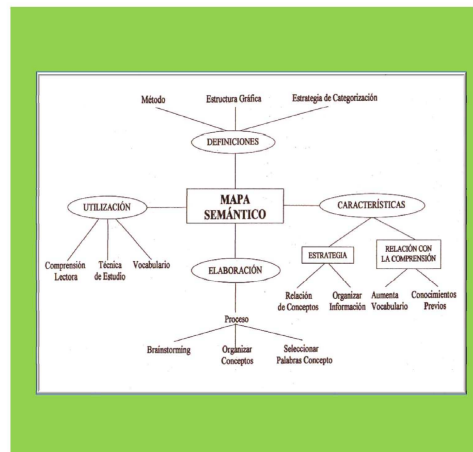 Método
Estructura Gráfica
Estrategia de Categorización
DEFINICIONES
MAPA
SEMÁNTICO
UTILIZACIÓN
CARACTERÍSTICAS
Comprensión
Lectora
Técnica
de Estudio
Vocabulario
ESTRATEGIA
RELACIÓN CON
LA COMPRENSIÓN
ELABORACIÓN
Relación
de Conceptos
Organizar
Información
Aumenta
Vocabulario
Conocimientos
Previos
Proceso
Brainstorming
Organizar
Conceptos
Seleccionar
Palabras Concepto